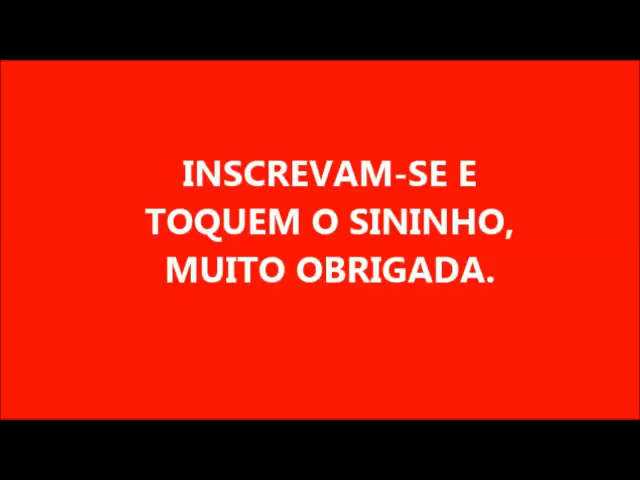 INSCREVAM-SE E
TOQUEM O SININHO,
MUITO OBRIGADA.